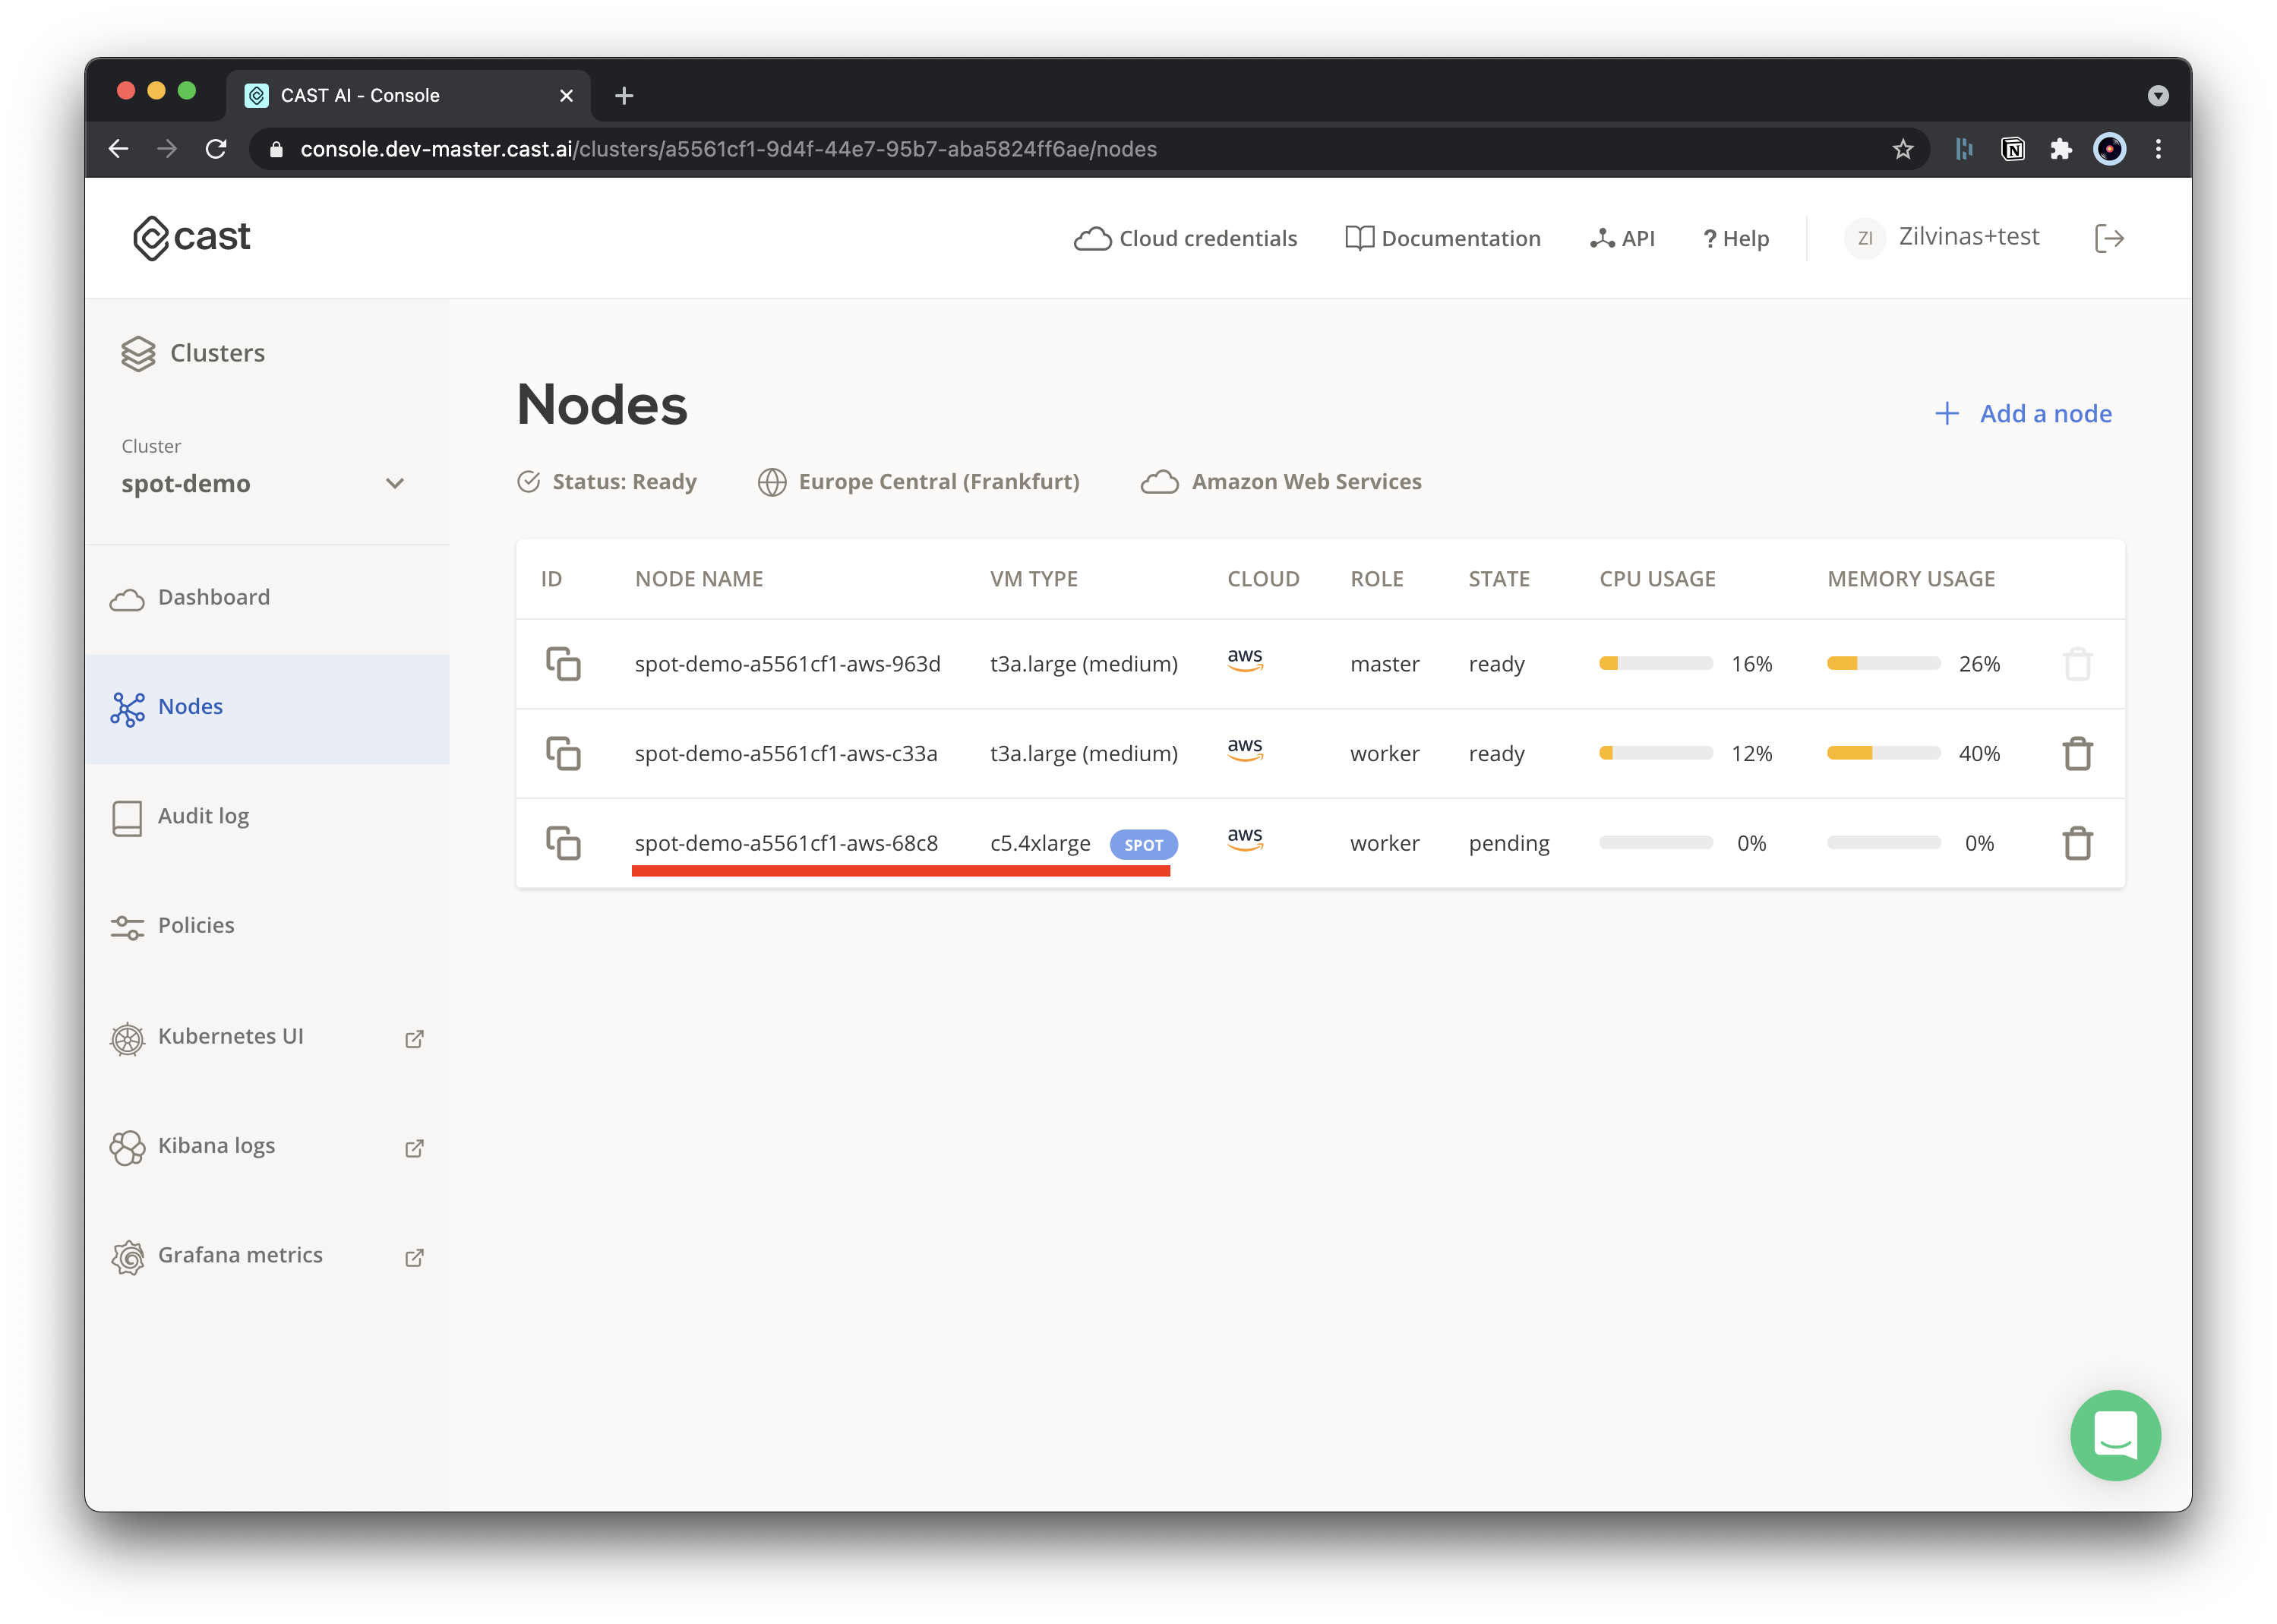 CAST AI - Console
console.dev-master.cast.ai/clusters/a5561cf1-9d4f-44e7-95b7-aba5824ff6ae/nodes
cast
Cloud credentials
Documentation
API
? Help
ZI
Zilvinas+test
Clusters
Cluster
spot-demo
Dashboard
Nodes
Audit log
Policies
Kubernetes UI
Kibana logs
Grafana metrics
Nodes
+ Add a node
Status: Ready
Europe Central (Frankfurt)
Amazon Web Services
ID NODE NAME VM TYPE CLOUD ROLE STATE CPU USAGE MEMORY USAGE
spot-demo-a5561cf1-aws-963d t3a.large (medium) aws master ready 16% 26%
spot-demo-a5561cf1-aws-c33a t3a.large (medium) aws worker ready 12% 40%
spot-demo-a5561cf1-aws-68c8 c5.4xlarge SPOT aws worker pending 0% 0%